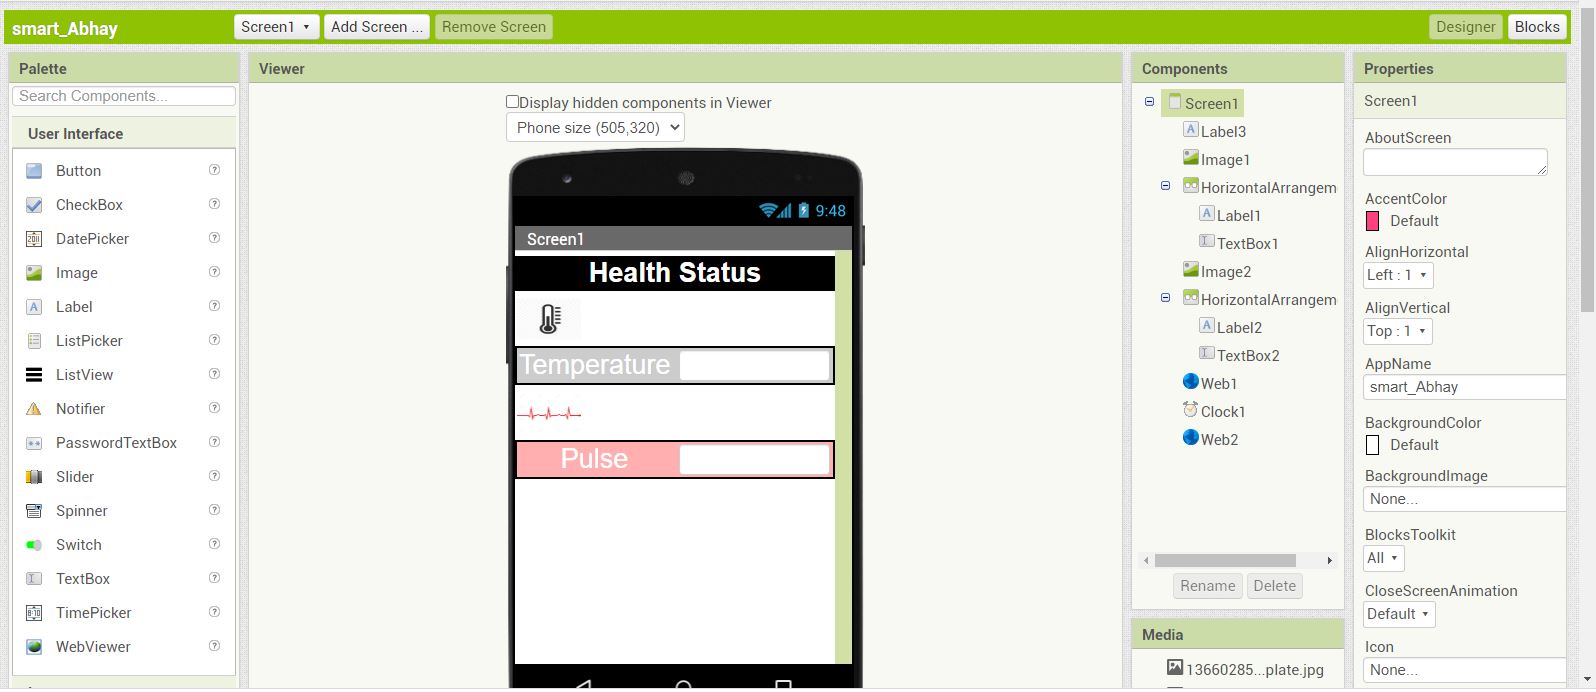 smart_Abhay
Screen1
Add Screen ...
Remove Screen
Designer
Blocks
Palette
Search Components...
User Interface
Button
CheckBox
DatePicker
Image
Label
ListPicker
ListView
Notifier
PasswordTextBox
Slider
Spinner
Switch
TextBox
TimePicker
WebViewer
Viewer
Display hidden components in Viewer
Phone size (505,320)
9:48
Screen1
Health Status
Temperature
Pulse
Components
Screen1
Label3
Image1
HorizontalArrangem
Label1
TextBox1
Image2
HorizontalArrangem
Label2
TextBox2
Web1
Clock1
Web2
Rename
Delete
Media
13660285...plate.jpg
Properties
Screen1
AboutScreen
AccentColor
Default
AlignHorizontal
Left : 1
AlignVertical
Top : 1
AppName
smart_Abhay
BackgroundColor
Default
BackgroundImage
None...
BlocksToolkit
All
CloseScreenAnimation
Default
Icon
None...